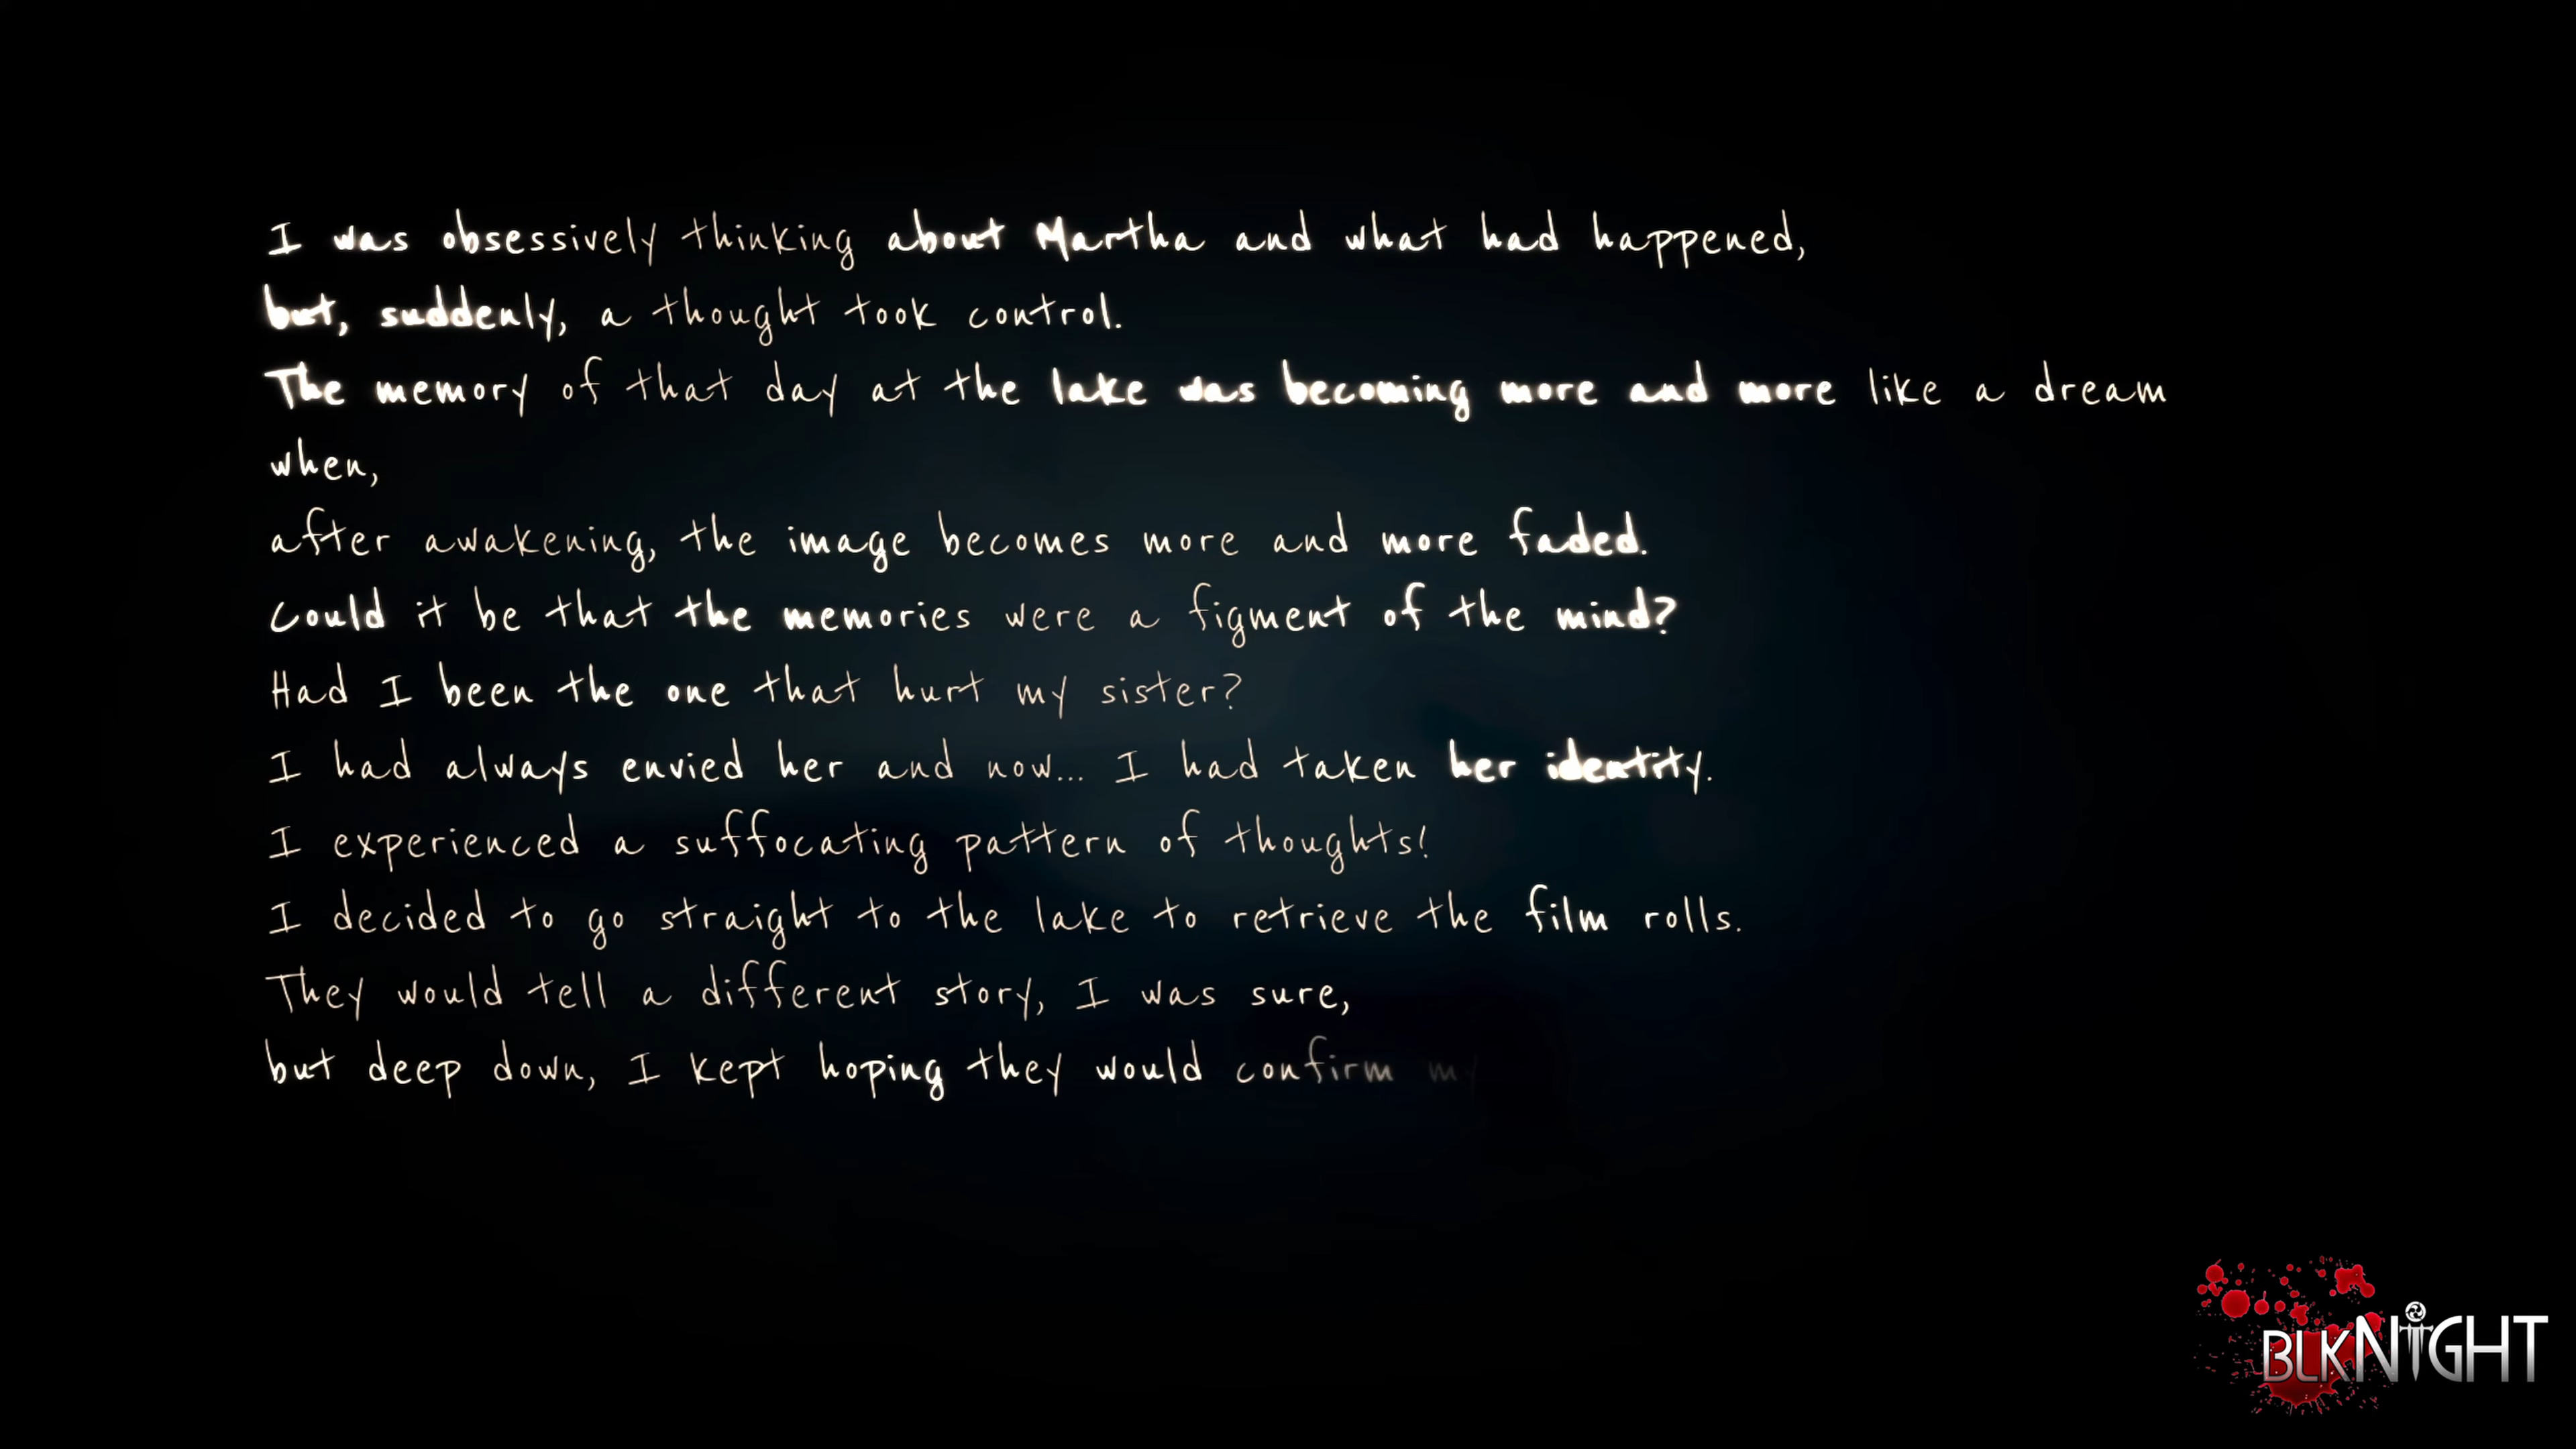 I was obsessively thinking about Martha and what had happened,
but, suddenly, a thought took control.
The memory of that day at the lake was becoming more and more like a dream
when,
after awakening, the image becomes more and more faded.
Could it be that the memories were a figment of the mind?
Had I been the one that hurt my sister?
I had always envied her and now... I had taken her identity.
I experienced a suffocating pattern of thoughts!
I decided to go straight to the lake to retrieve the film rolls.
They would tell a different story, I was sure,
but deep down, I kept hoping they would confirm my
BLKNIGHT